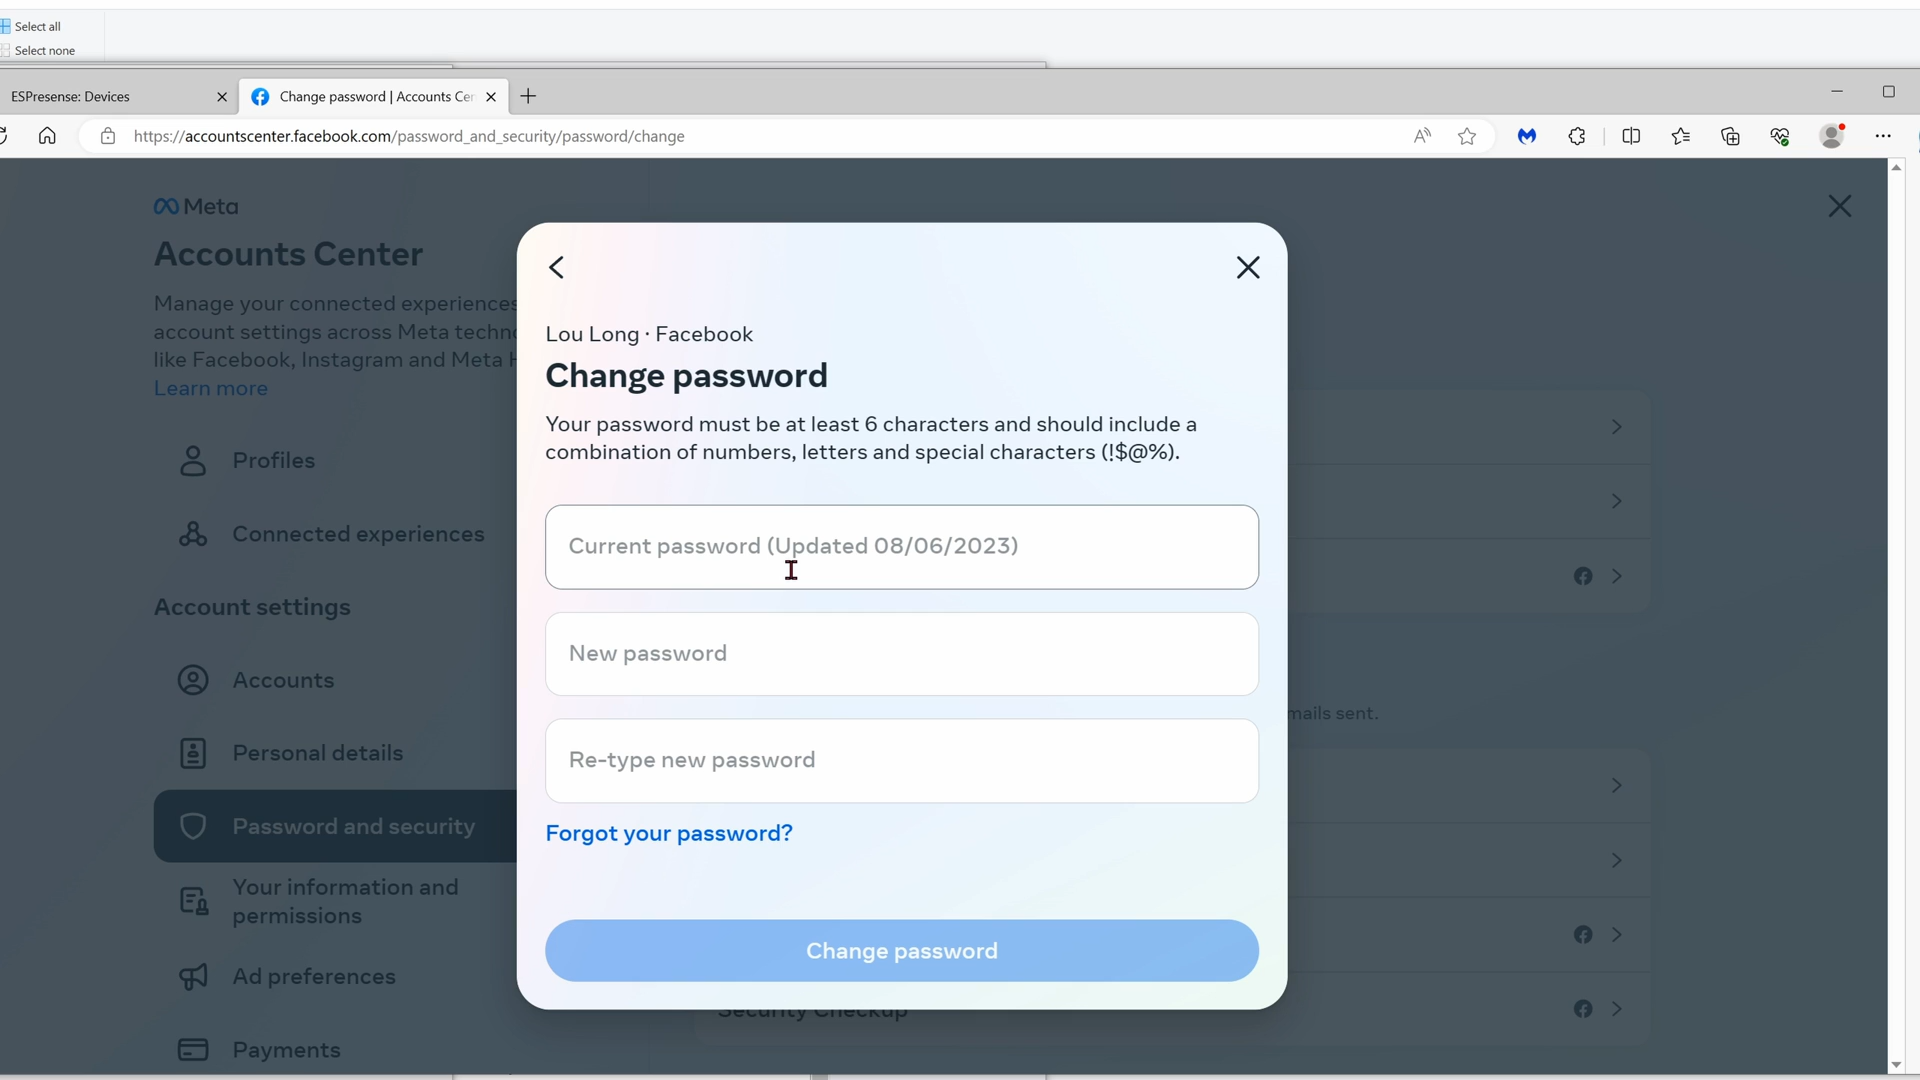 Select all
Select none
ESPresense: Devices
Change password | Accounts Cer
https://accountscenter.facebook.com/password_and_security/password/change
Meta
Accounts Center
Manage your connected experiences
account settings across Meta techno
like Facebook, Instagram and Meta H
Learn more
Profiles
Connected experiences
Account settings
Accounts
Personal details
Password and security
Your information and
permissions
Ad preferences
Payments
Lou Long · Facebook
Change password
Your password must be at least 6 characters and should include a
combination of numbers, letters and special characters (!$@%).
Current password (Updated 08/06/2023)
New password
Re-type new password
Forgot your password?
Change password
mails sent.
Security Checkup